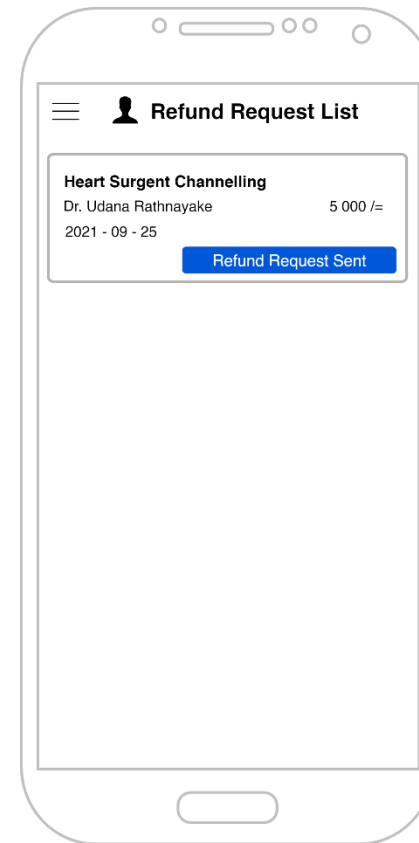 Refund Request List
Heart Surgent Channelling
Dr. Udana Rathnayake 5 000 /=
2021 - 09 - 25
Refund Request Sent